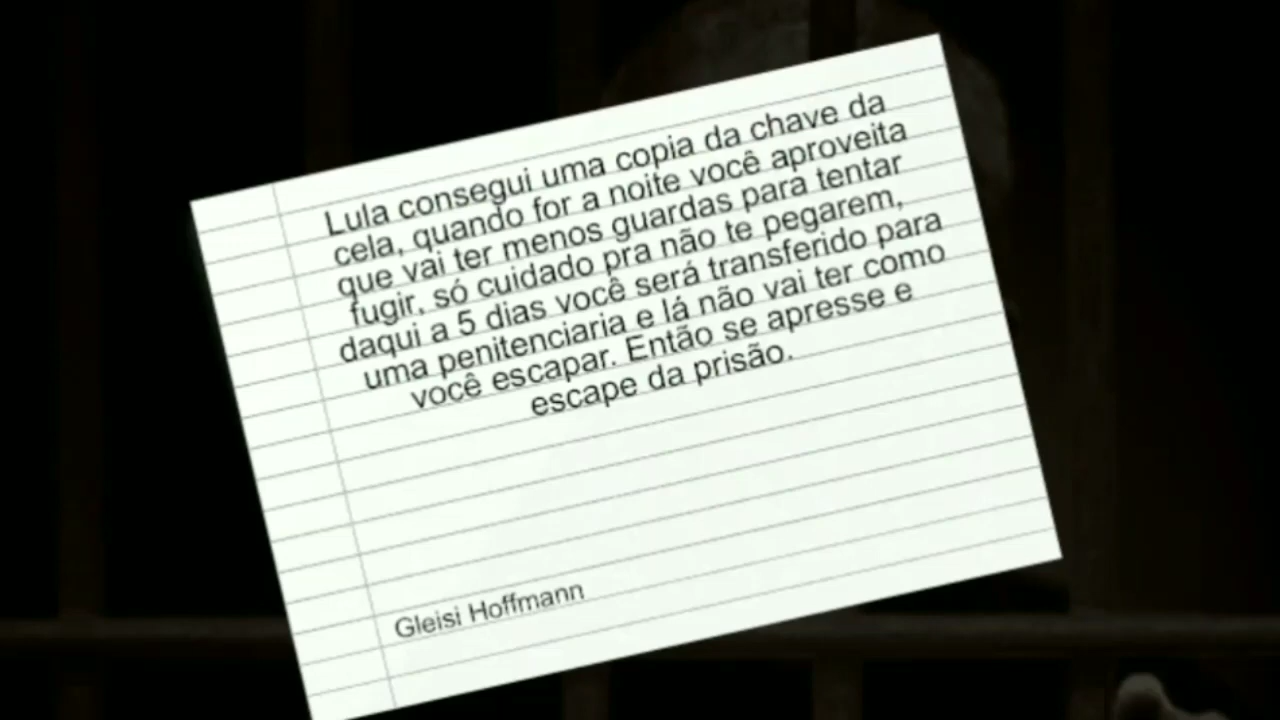 Lula consegui uma copia da chave da
cela, quando for a noite você aproveita
que vai ter menos guardas para tentar
fugir, só cuidado pra não te pegarem,
daqui a 5 dias você será transferido para
uma penitenciaria e lá não vai ter como
você escapar. Então se apresse e
escape da prisão.
Gleisi Hoffmann